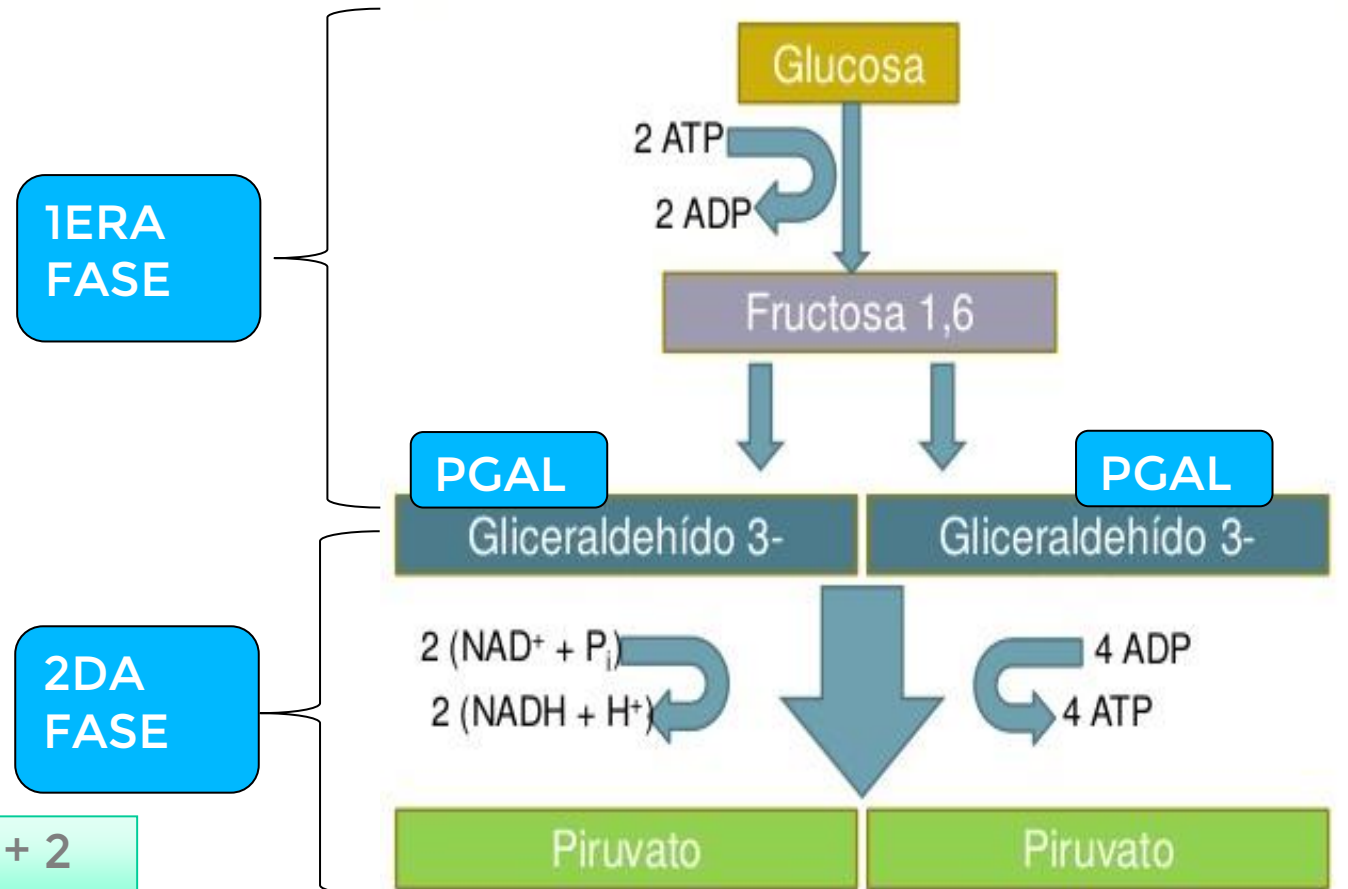 Glucosa
2 ATP
2 ADP
1ERA
FASE
Fructosa 1,6
PGAL
PGAL
Gliceraldehído 3-
Gliceraldehído 3-
2 (NAD⁺ + Pᵢ)
2 (NADH + H⁺)
4 ADP
4 ATP
2DA
FASE
+ 2
Piruvato
Piruvato